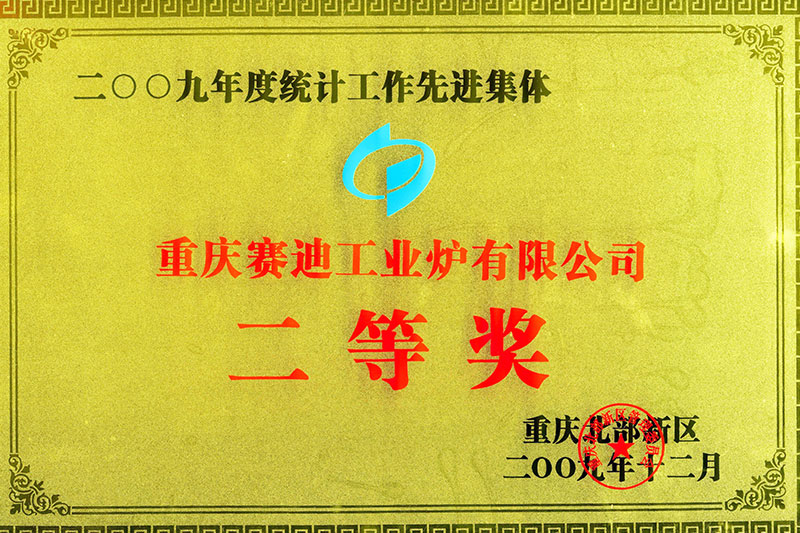 二〇〇九年度统计工作先进集体
重庆赛迪工业炉有限公司
二等奖
重庆北部新区
二〇〇九年十二月